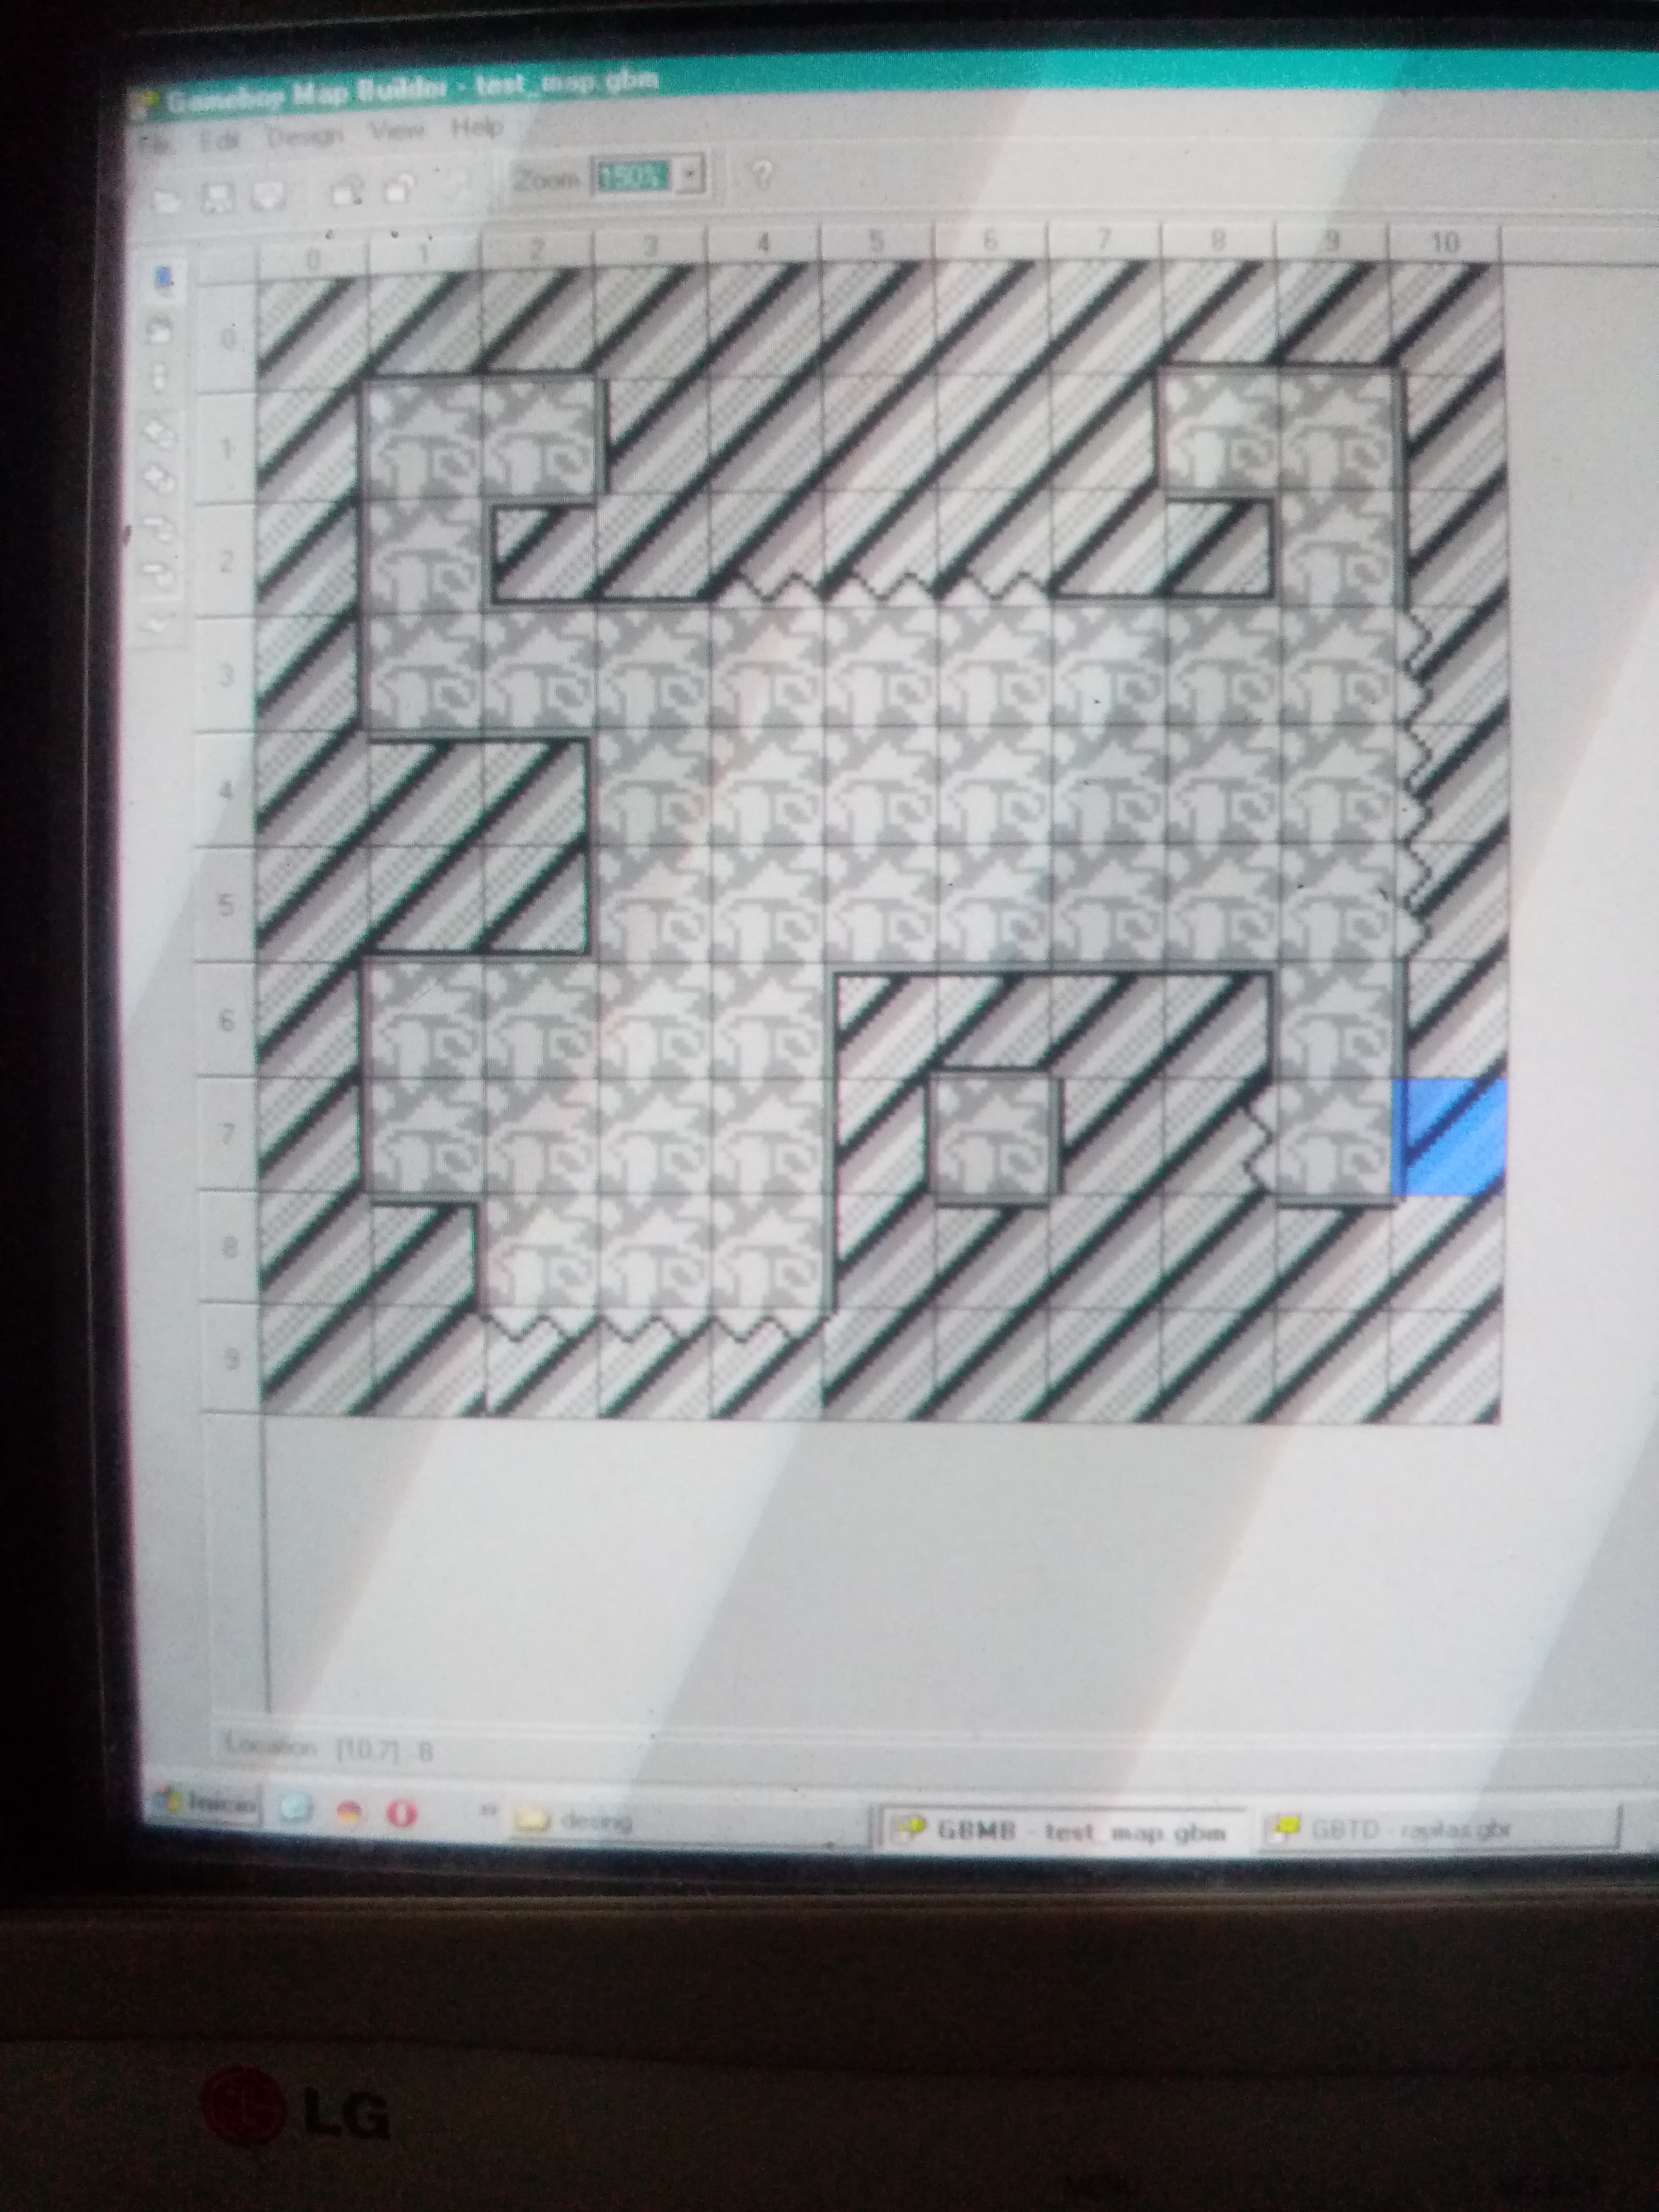 Gameboy Map Builder - test_map.gbm
File Edit Design View Help
Zoom 150%
0 1 2 3 4 5 6 7 8 9 10
0
1
2
3
4
5
6
7
8
9
Location [10,7] : 8
Inicio » desing GBMB - test_map.gbm GBTD -
LG